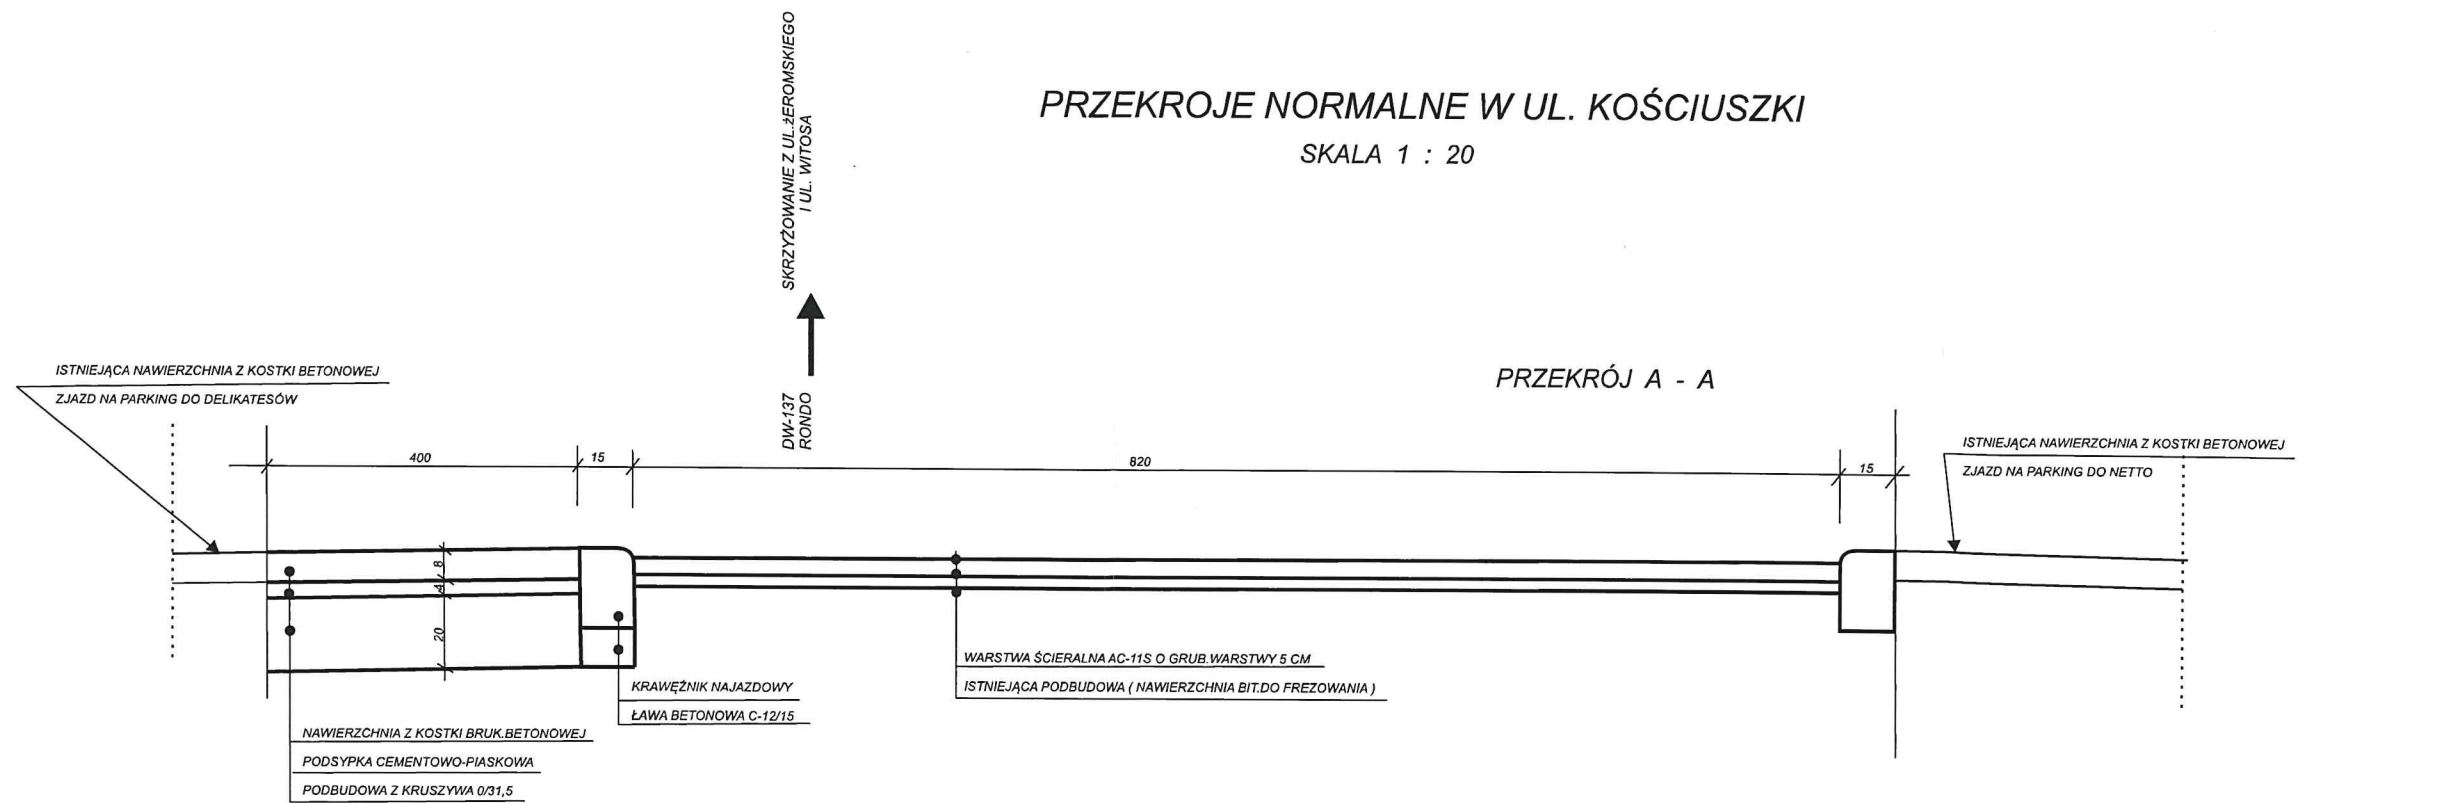 SKRZYŻOWANIE Z UL.żEROMSKIEGO
I UL. WITOSA
PRZEKROJE NORMALNE W UL. KOŚCIUSZKI
SKALA 1 : 20
DW-137
RONDO
PRZEKRÓJ A - A
ISTNIEJĄCA NAWIERZCHNIA Z KOSTKI BETONOWEJ
ZJAZD NA PARKING DO DELIKATESÓW
ISTNIEJĄCA NAWIERZCHNIA Z KOSTKI BETONOWEJ
ZJAZD NA PARKING DO NETTO
400
15
820
15
8
4
20
WARSTWA ŚCIERALNA AC-11S O GRUB.WARSTWY 5 CM
ISTNIEJĄCA PODBUDOWA ( NAWIERZCHNIA BIT.DO FREZOWANIA )
KRAWĘŻNIK NAJAZDOWY
ŁAWA BETONOWA C-12/15
NAWIERZCHNIA Z KOSTKI BRUK.BETONOWEJ
PODSYPKA CEMENTOWO-PIASKOWA
PODBUDOWA Z KRUSZYWA 0/31,5